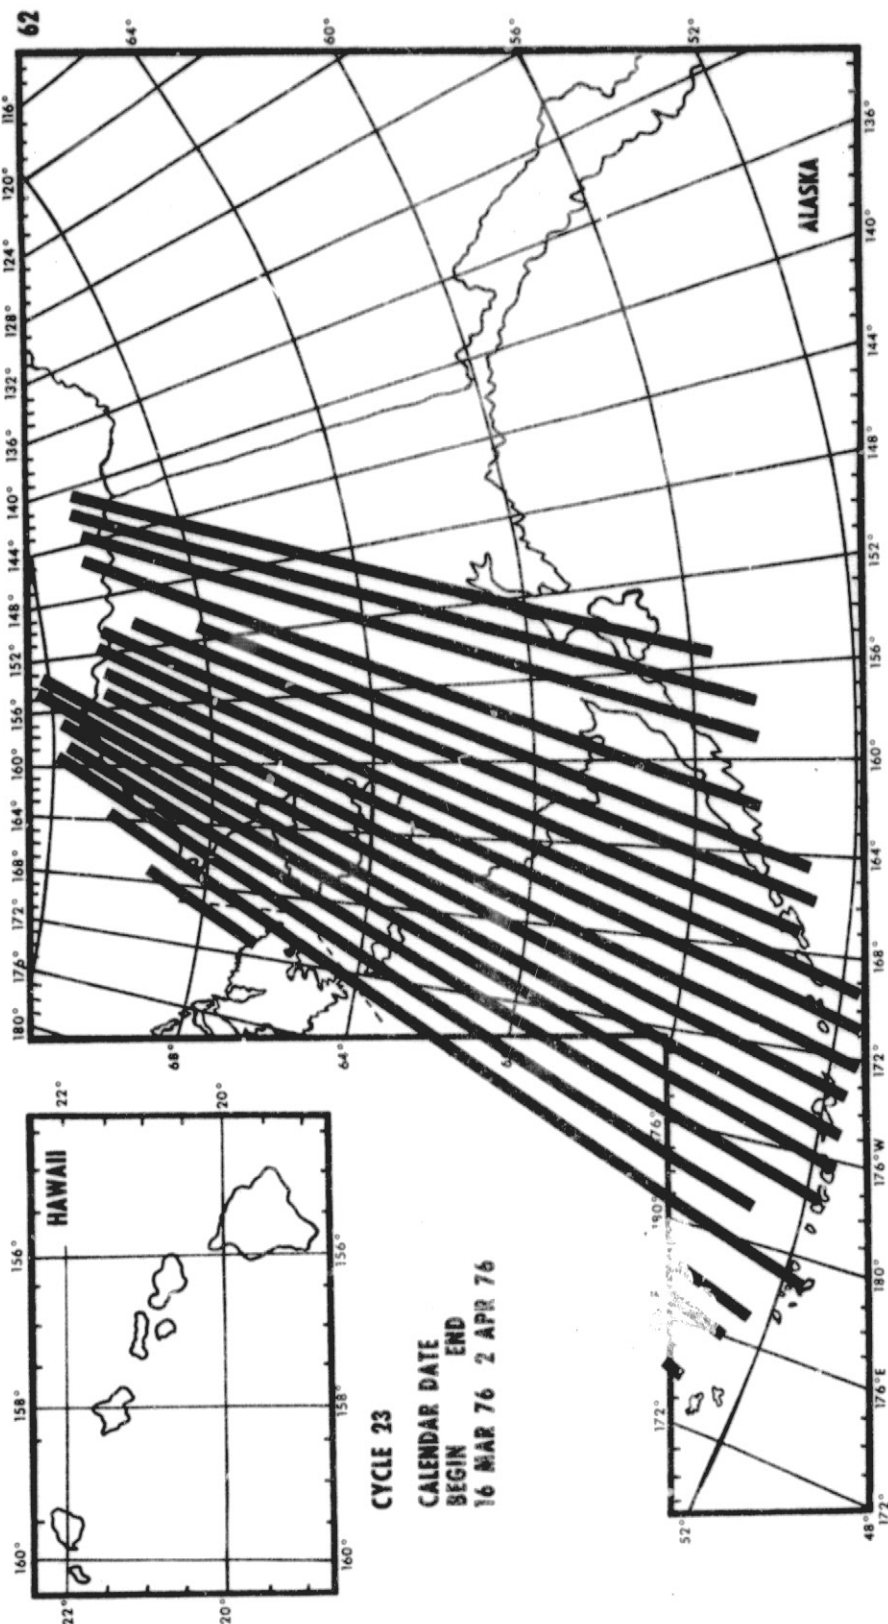 62
160° 158° 156°
180° 176° 172° 168° 164° 160° 156° 152° 148° 144° 140° 136° 132° 128° 124° 120° 116°
HAWAII
22° 22°
20° 20°
160° 158° 156°
68° 64°
64°
60°
56°
52°
CYCLE 23
CALENDAR DATE
BEGIN END
16 MAR 76 2 APR 76
172° 180°
52°
ALASKA
48°
172° 176°E 180° 176°W 172° 168° 164° 160° 156° 152° 148° 144° 140° 136°